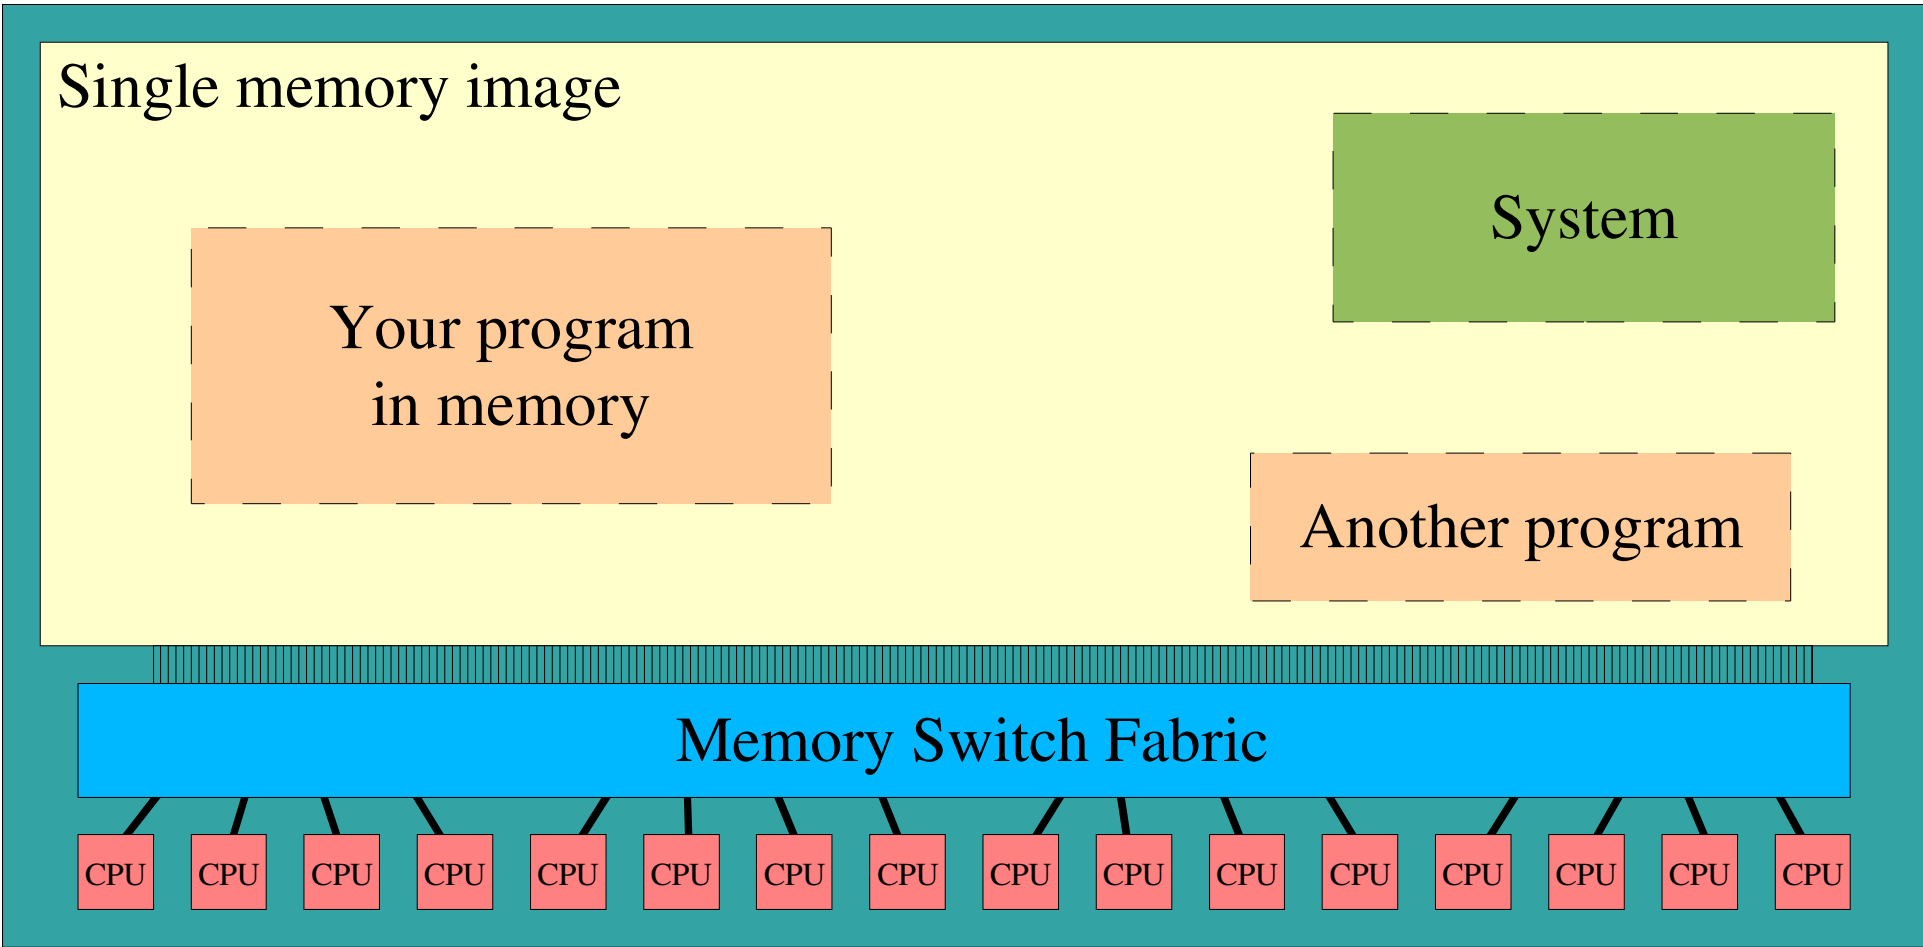 Single memory image
System
Your program
in memory
Another program
Memory Switch Fabric
CPU CPU CPU CPU CPU CPU CPU CPU CPU CPU CPU CPU CPU CPU CPU CPU